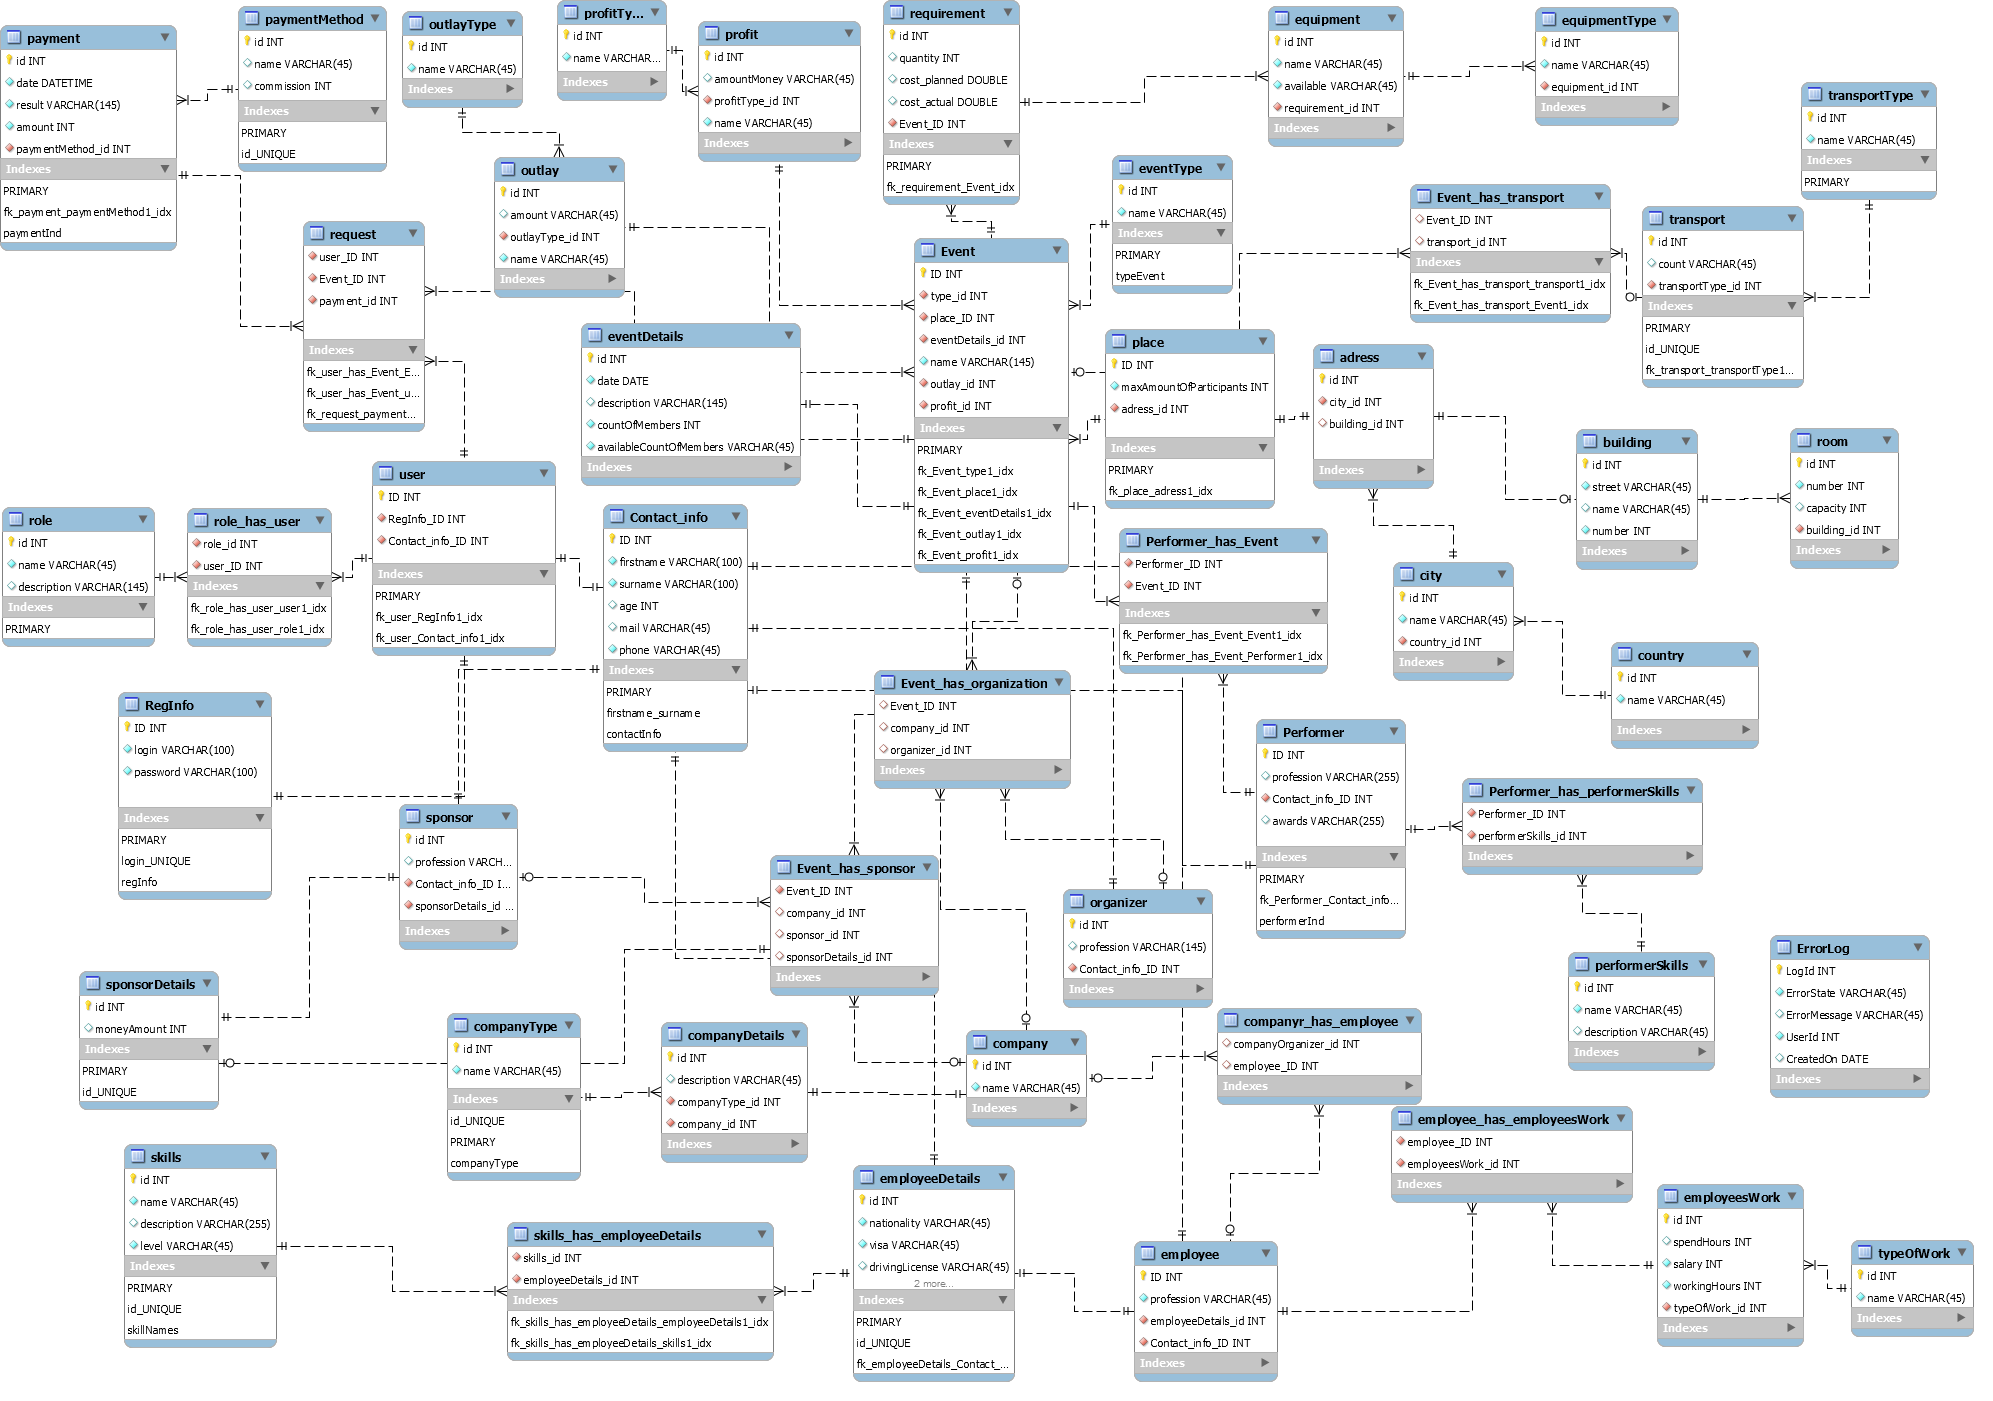 payment
id INT
date DATETIME
result VARCHAR(145)
amount INT
paymentMethod_id INT
Indexes
PRIMARY
fk_payment_paymentMethod1_idx
paymentInd
paymentMethod
id INT
name VARCHAR(45)
commission INT
Indexes
PRIMARY
id_UNIQUE
outlayType
id INT
name VARCHAR(45)
Indexes
profitTy...
id INT
name VARCHAR...
Indexes
profit
id INT
amountMoney VARCHAR(45)
profitType_id INT
name VARCHAR(45)
Indexes
requirement
id INT
quantity INT
cost_planned DOUBLE
cost_actual DOUBLE
Event_ID INT
Indexes
PRIMARY
fk_requirement_Event_idx
equipment
id INT
name VARCHAR(45)
available VARCHAR(45)
requirement_id INT
Indexes
equipmentType
id INT
name VARCHAR(45)
equipment_id INT
Indexes
transportType
id INT
name VARCHAR(45)
Indexes
PRIMARY
outlay
id INT
amount VARCHAR(45)
outlayType_id INT
name VARCHAR(45)
Indexes
eventType
id INT
name VARCHAR(45)
Indexes
PRIMARY
typeEvent
Event_has_transport
Event_ID INT
transport_id INT
Indexes
fk_Event_has_transport_transport1_idx
fk_Event_has_transport_Event1_idx
transport
id INT
count VARCHAR(45)
transportType_id INT
Indexes
PRIMARY
id_UNIQUE
fk_transport_transportType1...
request
user_ID INT
Event_ID INT
payment_id INT
Indexes
fk_user_has_Event_E...
fk_user_has_Event_u...
fk_request_payment...
Event
ID INT
type_id INT
place_ID INT
eventDetails_id INT
name VARCHAR(145)
outlay_id INT
profit_id INT
Indexes
PRIMARY
fk_Event_type1_idx
fk_Event_place1_idx
fk_Event_eventDetails1_idx
fk_Event_outlay1_idx
fk_Event_profit1_idx
eventDetails
id INT
date DATE
description VARCHAR(145)
countOfMembers INT
availableCountOfMembers VARCHAR(45)
Indexes
place
ID INT
maxAmountOfParticipants INT
adress_id INT
Indexes
PRIMARY
fk_place_adress1_idx
adress
id INT
city_id INT
building_id INT
Indexes
building
id INT
street VARCHAR(45)
name VARCHAR(45)
number INT
Indexes
room
id INT
number INT
capacity INT
building_id INT
Indexes
user
ID INT
RegInfo_ID INT
Contact_info_ID INT
Indexes
PRIMARY
fk_user_RegInfo1_idx
fk_user_Contact_info1_idx
role
id INT
name VARCHAR(45)
description VARCHAR(145)
Indexes
PRIMARY
role_has_user
role_id INT
user_ID INT
Indexes
fk_role_has_user_user1_idx
fk_role_has_user_role1_idx
Contact_info
ID INT
firstname VARCHAR(100)
surname VARCHAR(100)
age INT
mail VARCHAR(45)
phone VARCHAR(45)
Indexes
PRIMARY
firstname_surname
contactInfo
Performer_has_Event
Performer_ID INT
Event_ID INT
Indexes
fk_Performer_has_Event_Event1_idx
fk_Performer_has_Event_Performer1_idx
city
id INT
name VARCHAR(45)
country_id INT
Indexes
country
id INT
name VARCHAR(45)
Indexes
RegInfo
ID INT
login VARCHAR(100)
password VARCHAR(100)
Indexes
PRIMARY
login_UNIQUE
regInfo
Event_has_organization
Event_ID INT
company_id INT
organizer_id INT
Indexes
Performer
ID INT
profession VARCHAR(255)
Contact_info_ID INT
awards VARCHAR(255)
Indexes
PRIMARY
fk_Performer_Contact_info...
performerInd
Performer_has_performerSkills
Performer_ID INT
performerSkills_id INT
Indexes
sponsor
id INT
profession VARCH...
Contact_info_ID I...
sponsorDetails_id ...
Indexes
Event_has_sponsor
Event_ID INT
company_id INT
sponsor_id INT
sponsorDetails_id INT
Indexes
organizer
id INT
profession VARCHAR(145)
Contact_info_ID INT
Indexes
performerSkills
id INT
name VARCHAR(45)
description VARCHAR(45)
Indexes
ErrorLog
LogId INT
ErrorState VARCHAR(45)
ErrorMessage VARCHAR(45)
UserId INT
CreatedOn DATE
Indexes
sponsorDetails
id INT
moneyAmount INT
Indexes
PRIMARY
id_UNIQUE
companyType
id INT
name VARCHAR(45)
Indexes
id_UNIQUE
PRIMARY
companyType
companyDetails
id INT
description VARCHAR(45)
companyType_id INT
company_id INT
Indexes
company
id INT
name VARCHAR(45)
Indexes
companyr_has_employee
companyOrganizer_id INT
employee_ID INT
Indexes
employee_has_employeesWork
employee_ID INT
employeesWork_id INT
Indexes
skills
id INT
name VARCHAR(45)
description VARCHAR(255)
level VARCHAR(45)
Indexes
PRIMARY
id_UNIQUE
skillNames
skills_has_employeeDetails
skills_id INT
employeeDetails_id INT
Indexes
fk_skills_has_employeeDetails_employeeDetails1_idx
fk_skills_has_employeeDetails_skills1_idx
employeeDetails
id INT
nationality VARCHAR(45)
visa VARCHAR(45)
drivingLicense VARCHAR(45)
2 more...
Indexes
PRIMARY
id_UNIQUE
fk_employeeDetails_Contact_...
employee
ID INT
profession VARCHAR(45)
employeeDetails_id INT
Contact_info_ID INT
Indexes
employeesWork
id INT
spendHours INT
salary INT
workingHours INT
typeOfWork_id INT
Indexes
typeOfWork
id INT
name VARCHAR(45)
Indexes